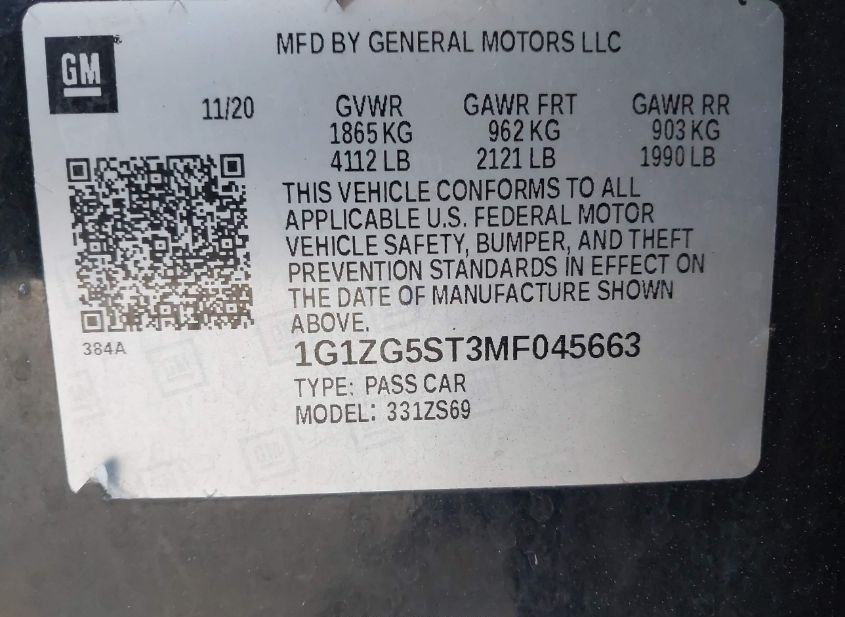 GM
MFD BY GENERAL MOTORS LLC
11/20 GVWR GAWR FRT GAWR RR
1865 KG 962 KG 903 KG
4112 LB 2121 LB 1990 LB
THIS VEHICLE CONFORMS TO ALL
APPLICABLE U.S. FEDERAL MOTOR
VEHICLE SAFETY, BUMPER, AND THEFT
PREVENTION STANDARDS IN EFFECT ON
THE DATE OF MANUFACTURE SHOWN
ABOVE.
384A
1G1ZG5ST3MF045663
TYPE: PASS CAR
MODEL: 331ZS69